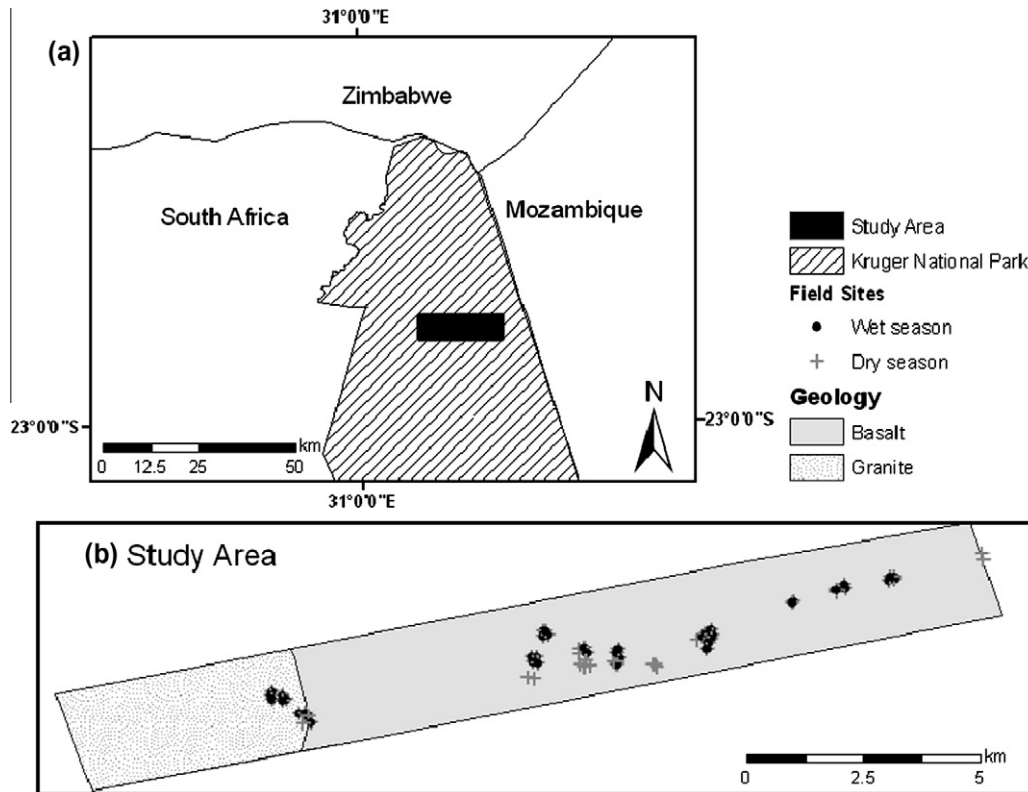 31°0'0"E
(a)
Zimbabwe
South Africa
Mozambique
Study Area
Kruger National Park
Field Sites
Wet season
Dry season
N
Geology
23°0'0"S
23°0'0"S
km
Basalt
0 12.5 25 50
Granite
31°0'0"E
(b) Study Area
km
0 2.5 5